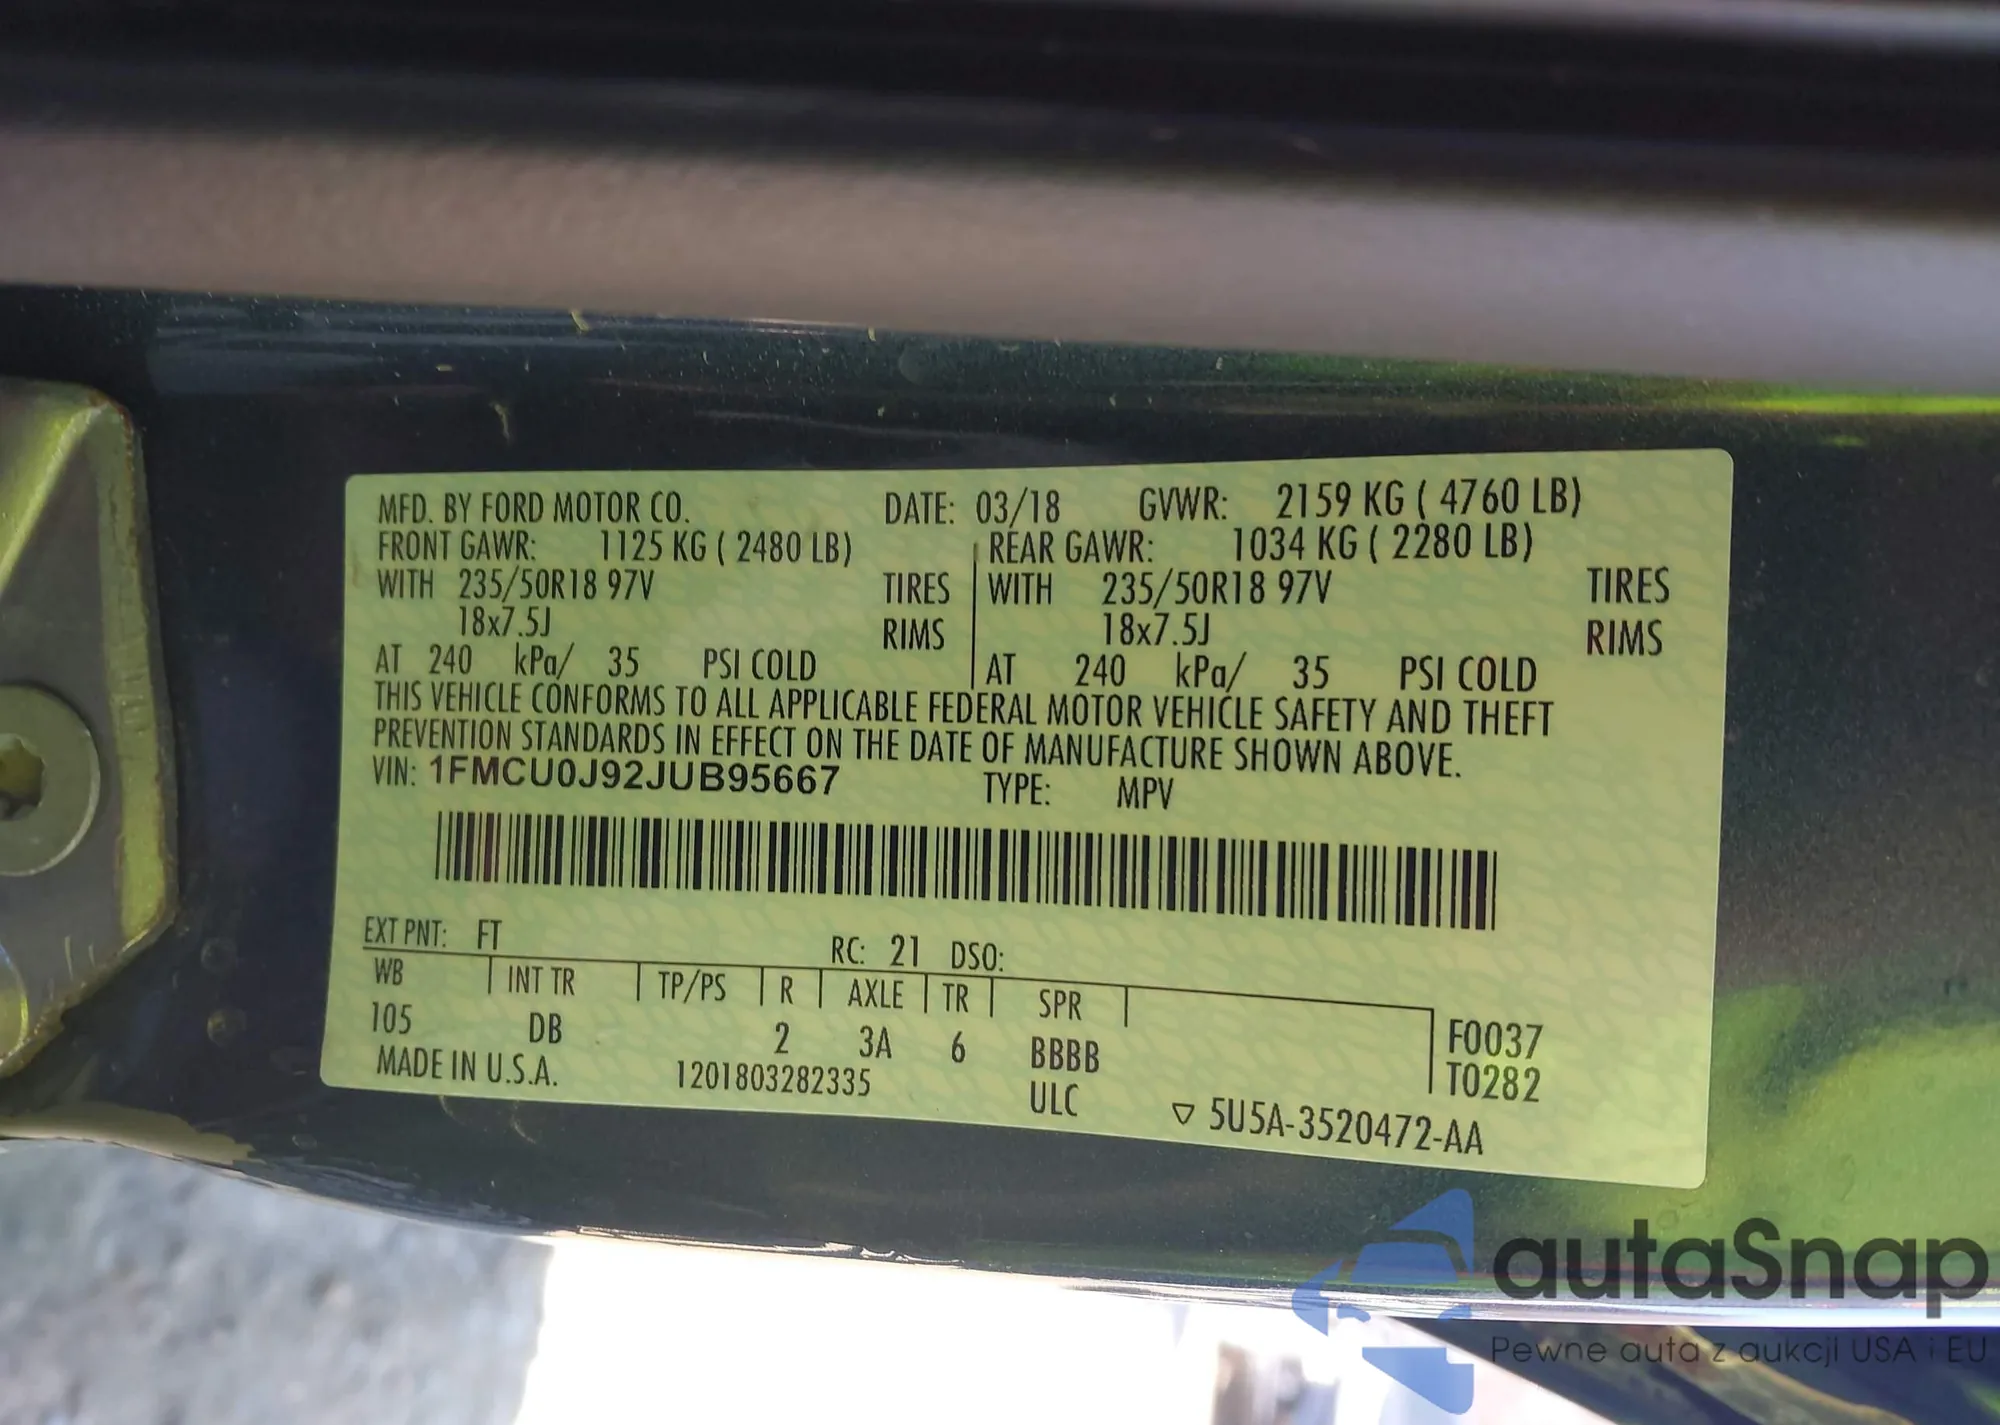 MFD. BY FORD MOTOR CO. DATE: 03/18 GVWR: 2159 KG ( 4760 LB)
FRONT GAWR: 1125 KG ( 2480 LB) REAR GAWR: 1034 KG ( 2280 LB)
WITH 235/50R18 97V TIRES WITH 235/50R18 97V TIRES
18x7.5J RIMS 18x7.5J RIMS
AT 240 kPa/ 35 PSI COLD AT 240 kPa/ 35 PSI COLD
THIS VEHICLE CONFORMS TO ALL APPLICABLE FEDERAL MOTOR VEHICLE SAFETY AND THEFT
PREVENTION STANDARDS IN EFFECT ON THE DATE OF MANUFACTURE SHOWN ABOVE.
VIN: 1FMCU0J92JUB95667 TYPE: MPV
EXT PNT: FT RC: 21 DSO:
WB INT TR TP/PS R AXLE TR SPR
105 DB 2 3A 6 BBBB F0037
MADE IN U.S.A. 1201803282335 ULC T0282
▽ 5U5A-3520472-AA
autaSnap
Pewne auta z aukcji USA i EU